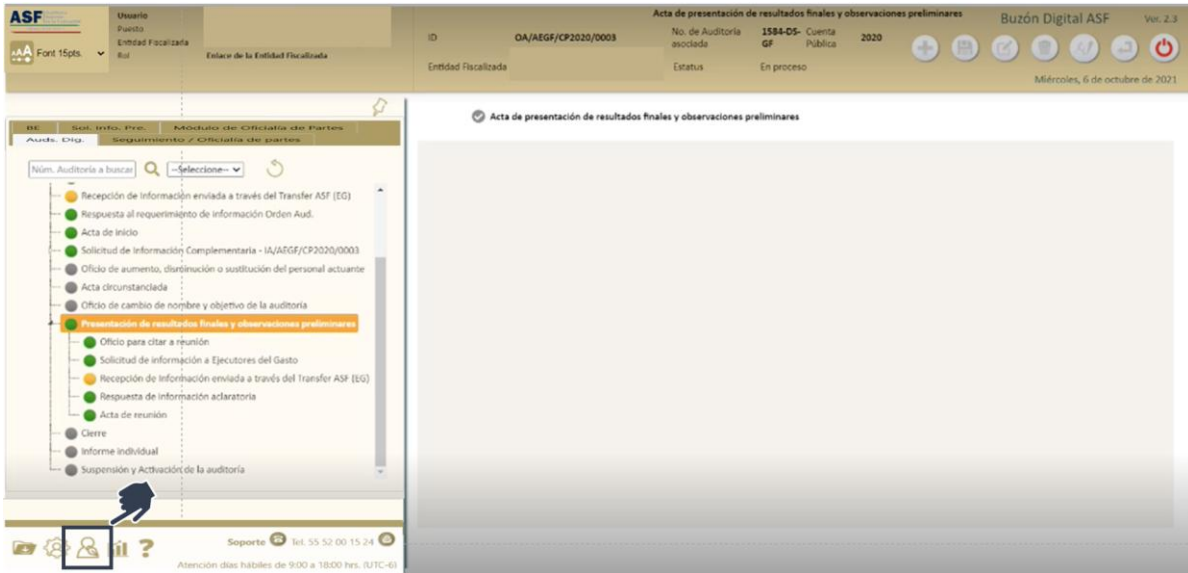 ASF
Usuario
Puesto
Entidad Fiscalizada
Rol
Enlace de la Entidad Fiscalizada
AAA Font 15pts.
Acta de presentación de resultados finales y observaciones preliminares
ID
OA/AEGF/CP2020/0003
No. de Auditoría asociada
1584-DS-GF
Cuenta Pública
2020
Entidad Fiscalizada
Estatus
En proceso
Buzón Digital ASF
Ver. 2.3
Miércoles, 6 de octubre de 2021
BE
Sol. Info. Pre.
Módulo de Oficialía de Partes
Auds. Dig.
Seguimiento / Oficialía de partes
Núm. Auditoría a buscar
--Seleccione--
Recepción de Información enviada a través del Transfer ASF (EG)
Respuesta al requerimiento de información Orden Aud.
Acta de inicio
Solicitud de Información Complementaria - IA/AEGF/CP2020/0003
Oficio de aumento, disminución o sustitución del personal actuante
Acta circunstanciada
Oficio de cambio de nombre y objetivo de la auditoría
Presentación de resultados finales y observaciones preliminares
Oficio para citar a reunión
Solicitud de información a Ejecutores del Gasto
Recepción de Información enviada a través del Transfer ASF (EG)
Respuesta de información aclaratoria
Acta de reunión
Cierre
Informe individual
Suspensión y Activación de la auditoría
Acta de presentación de resultados finales y observaciones preliminares
Soporte
Tel. 55 52 00 15 24
Atención días hábiles de 9:00 a 18:00 hrs. (UTC-6)